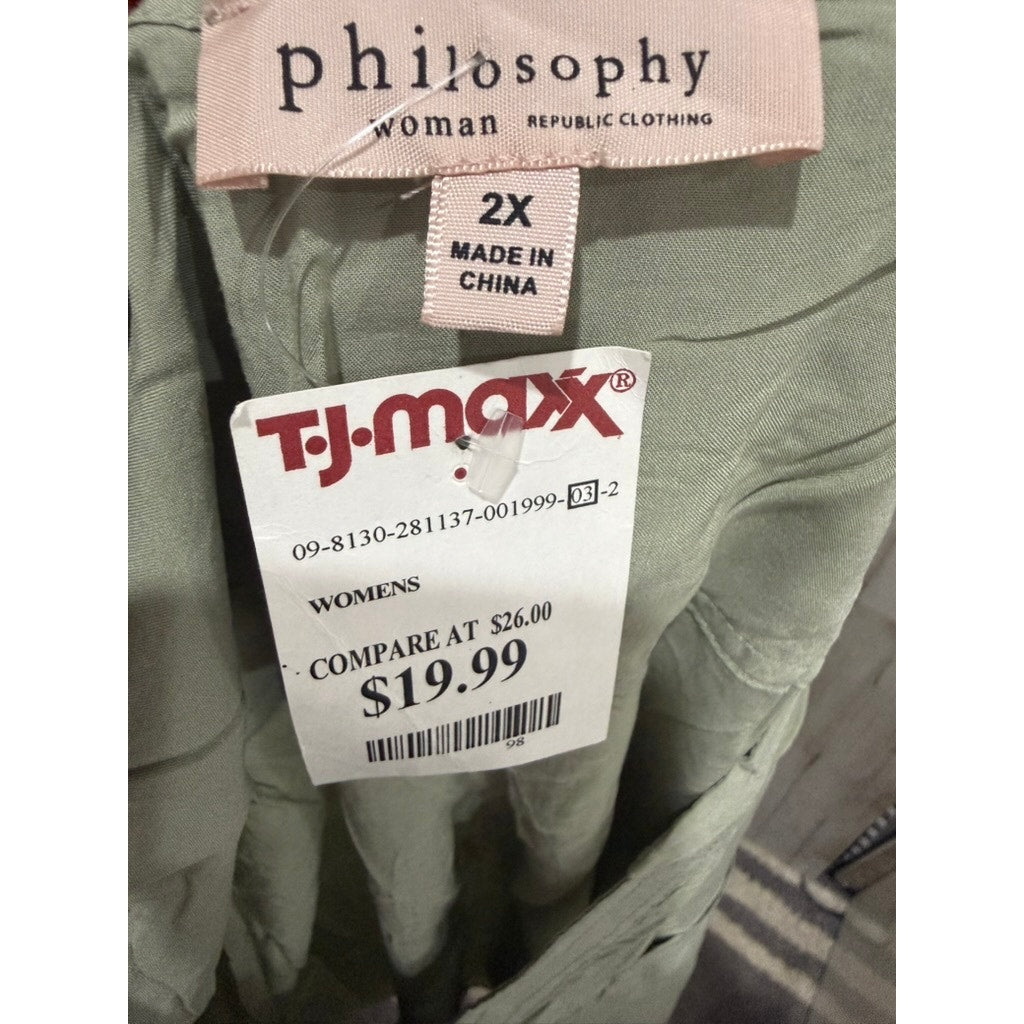 philosophy
woman REPUBLIC CLOTHING
2X
MADE IN
CHINA
T·J·maxx®
09-8130-281137-001999-03-2
WOMENS
COMPARE AT $26.00
$19.99
98